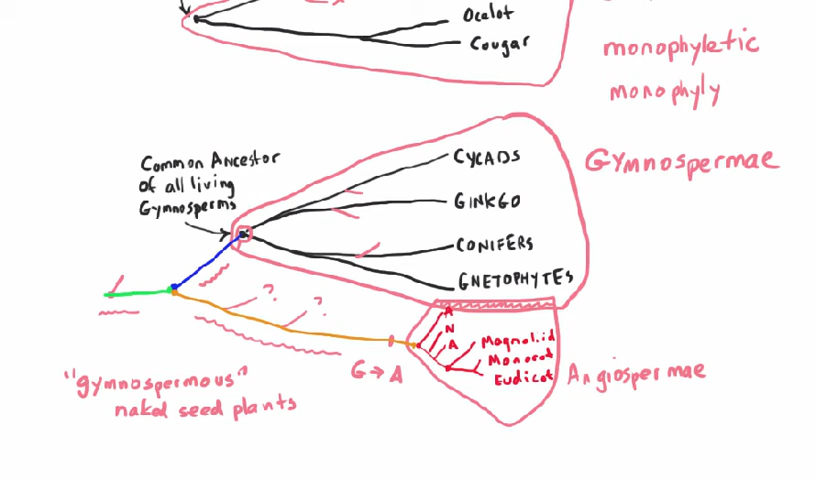 Ocelot
Cougar
monophyletic
monophyly
Common Ancestor
of all living
Gymnosperms
CYCADS
GINKGO
CONIFERS
GNETOPHYTES
Gymnospermae
?
?
A
N
A
Magnoliid
Monocot
Eudicot
Angiospermae
G → A
"gymnospermous"
naked seed plants